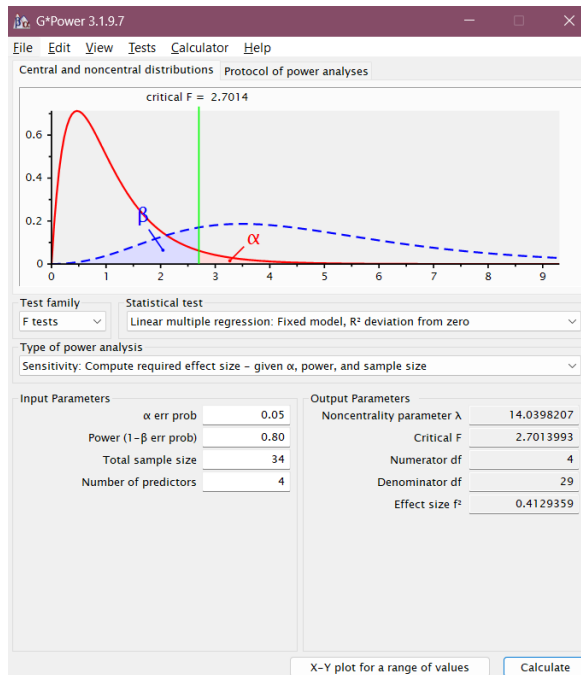 G*Power 3.1.9.7
File Edit View Tests Calculator Help
Central and noncentral distributions Protocol of power analyses
critical F = 2.7014
0.6
0.4
0.2
0
β
α
0 1 2 3 4 5 6 7 8 9
Test family Statistical test
F tests Linear multiple regression: Fixed model, R² deviation from zero
Type of power analysis
Sensitivity: Compute required effect size - given α, power, and sample size
Input Parameters Output Parameters
α err prob 0.05 Noncentrality parameter λ 14.0398207
Power (1-β err prob) 0.80 Critical F 2.7013993
Total sample size 34 Numerator df 4
Number of predictors 4 Denominator df 29
Effect size f² 0.4129359
X-Y plot for a range of values Calculate